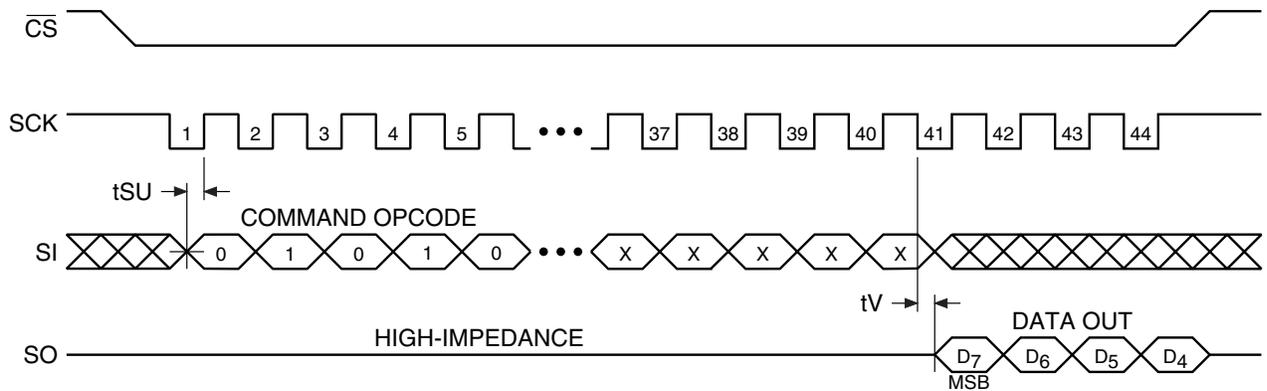 CS
SCK 1 2 3 4 5 ••• 37 38 39 40 41 42 43 44
tSU
COMMAND OPCODE
SI 0 1 0 1 0 ••• X X X X X
tV
HIGH-IMPEDANCE
DATA OUT
SO D7 D6 D5 D4
MSB